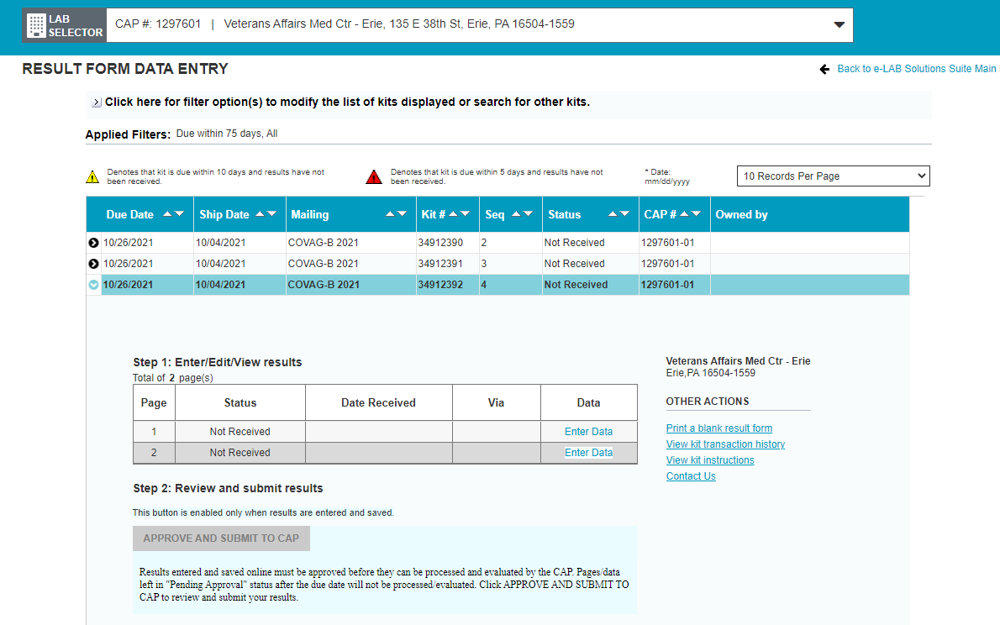 LAB
SELECTOR
CAP #: 1297601 | Veterans Affairs Med Ctr - Erie, 135 E 38th St, Erie, PA 16504-1559
RESULT FORM DATA ENTRY
Back to e-LAB Solutions Suite Main
Click here for filter option(s) to modify the list of kits displayed or search for other kits.
Applied Filters: Due within 75 days, All
Denotes that kit is due within 10 days and results have not
been received.
Denotes that kit is due within 5 days and results have not
been received.
* Date:
mm/dd/yyyy
10 Records Per Page
Due Date Ship Date Mailing Kit # Seq Status CAP # Owned by
10/26/2021 10/04/2021 COVAG-B 2021 34912390 2 Not Received 1297601-01
10/26/2021 10/04/2021 COVAG-B 2021 34912391 3 Not Received 1297601-01
10/26/2021 10/04/2021 COVAG-B 2021 34912392 4 Not Received 1297601-01
Step 1: Enter/Edit/View results
Total of 2 page(s)
Page Status Date Received Via Data
1 Not Received Enter Data
2 Not Received Enter Data
Step 2: Review and submit results
This button is enabled only when results are entered and saved.
APPROVE AND SUBMIT TO CAP
Results entered and saved online must be approved before they can be processed and evaluated by the CAP. Pages/data
left in "Pending Approval" status after the due date will not be processed/evaluated. Click APPROVE AND SUBMIT TO
CAP to review and submit your results.
Veterans Affairs Med Ctr - Erie
Erie,PA 16504-1559
OTHER ACTIONS
Print a blank result form
View kit transaction history
View kit instructions
Contact Us